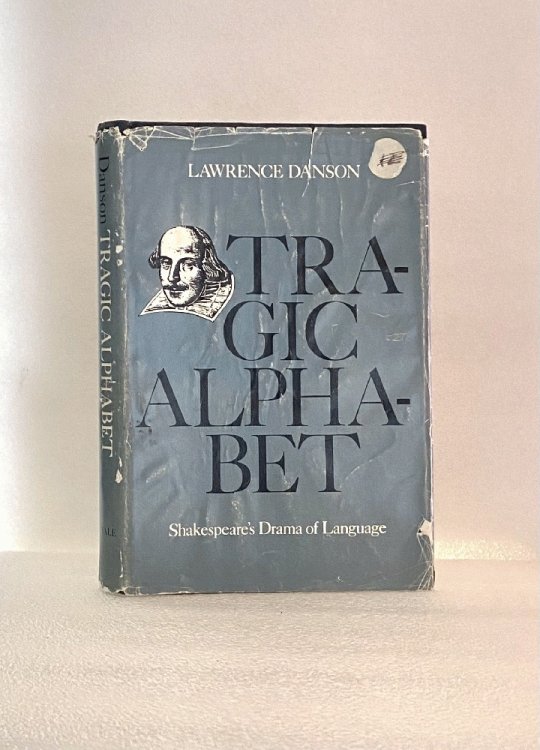 LAWRENCE DANSON
TRA-
GIC
ALPHA-
BET
Shakespeare's Drama of Language
Danson TRAGIC ALPHABET